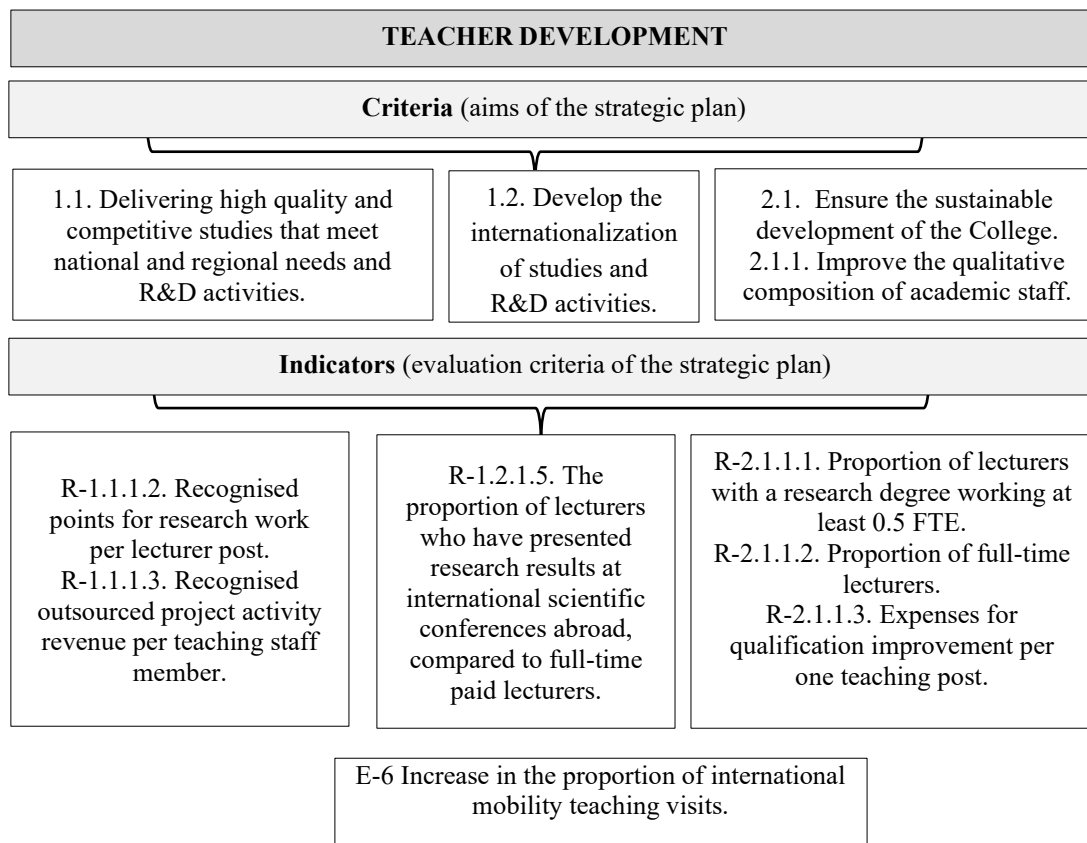 TEACHER DEVELOPMENT
Criteria (aims of the strategic plan)
1.1. Delivering high quality and
competitive studies that meet
national and regional needs and
R&D activities.
1.2. Develop the
internationalization
of studies and
R&D activities.
2.1. Ensure the sustainable
development of the College.
2.1.1. Improve the qualitative
composition of academic staff.
Indicators (evaluation criteria of the strategic plan)
R-1.1.1.2. Recognised
points for research work
per lecturer post.
R-1.1.1.3. Recognised
outsourced project activity
revenue per teaching staff
member.
R-1.2.1.5. The
proportion of lecturers
who have presented
research results at
international scientific
conferences abroad,
compared to full-time
paid lecturers.
R-2.1.1.1. Proportion of lecturers
with a research degree working at
least 0.5 FTE.
R-2.1.1.2. Proportion of full-time
lecturers.
R-2.1.1.3. Expenses for
qualification improvement per
one teaching post.
E-6 Increase in the proportion of international
mobility teaching visits.